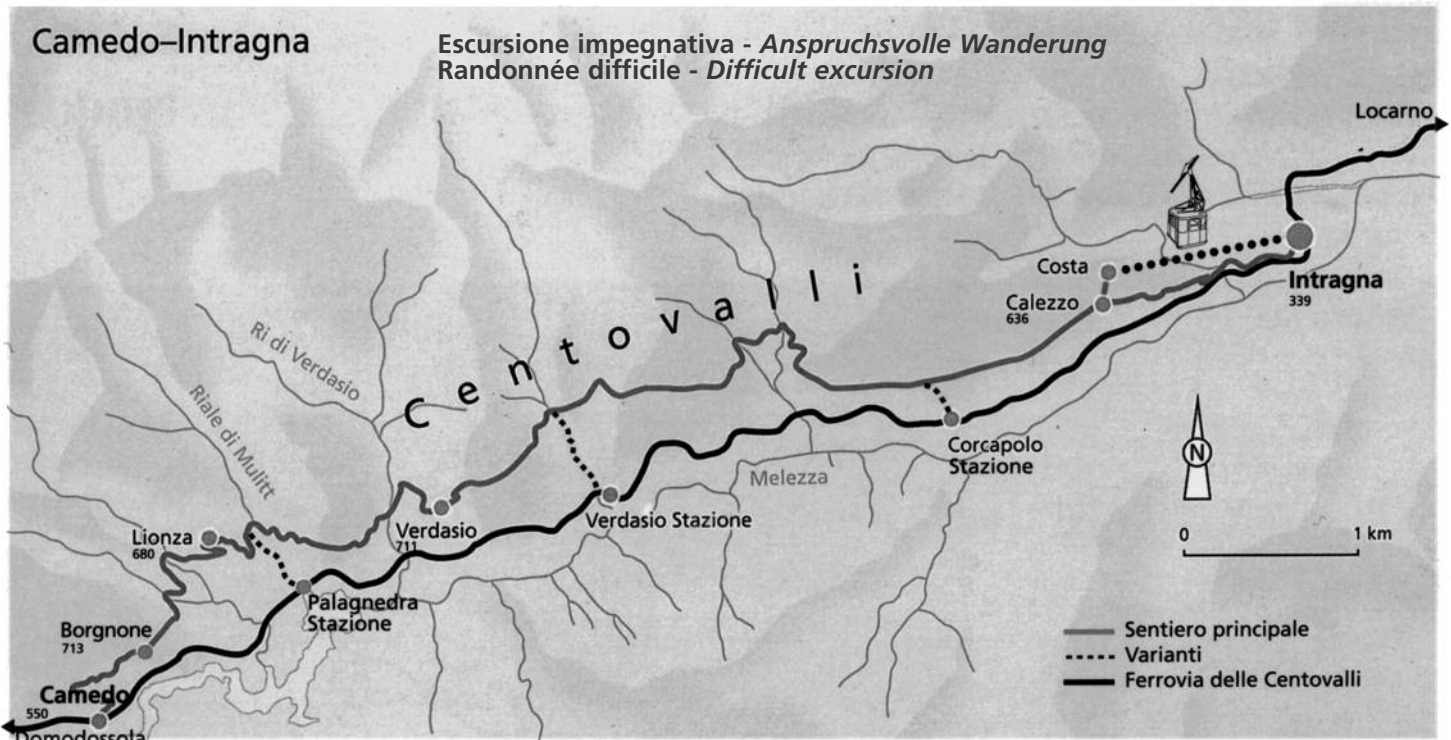 Camedo–Intragna
Escursione impegnativa - Anspruchsvolle Wanderung
Randonnée difficile - Difficult excursion
Locarno
Costa
Calezzo
636
Intragna
339
Centovalli
Ri di Verdasio
Riale di Mulitt
Corcapolo
Stazione
N
Melezza
Verdasio Stazione
Verdasio
711
Lionza
680
0 1 km
Palagnedra
Stazione
Borgnone
713
Sentiero principale
Varianti
Ferrovia delle Centovalli
Camedo
550
Domodossola